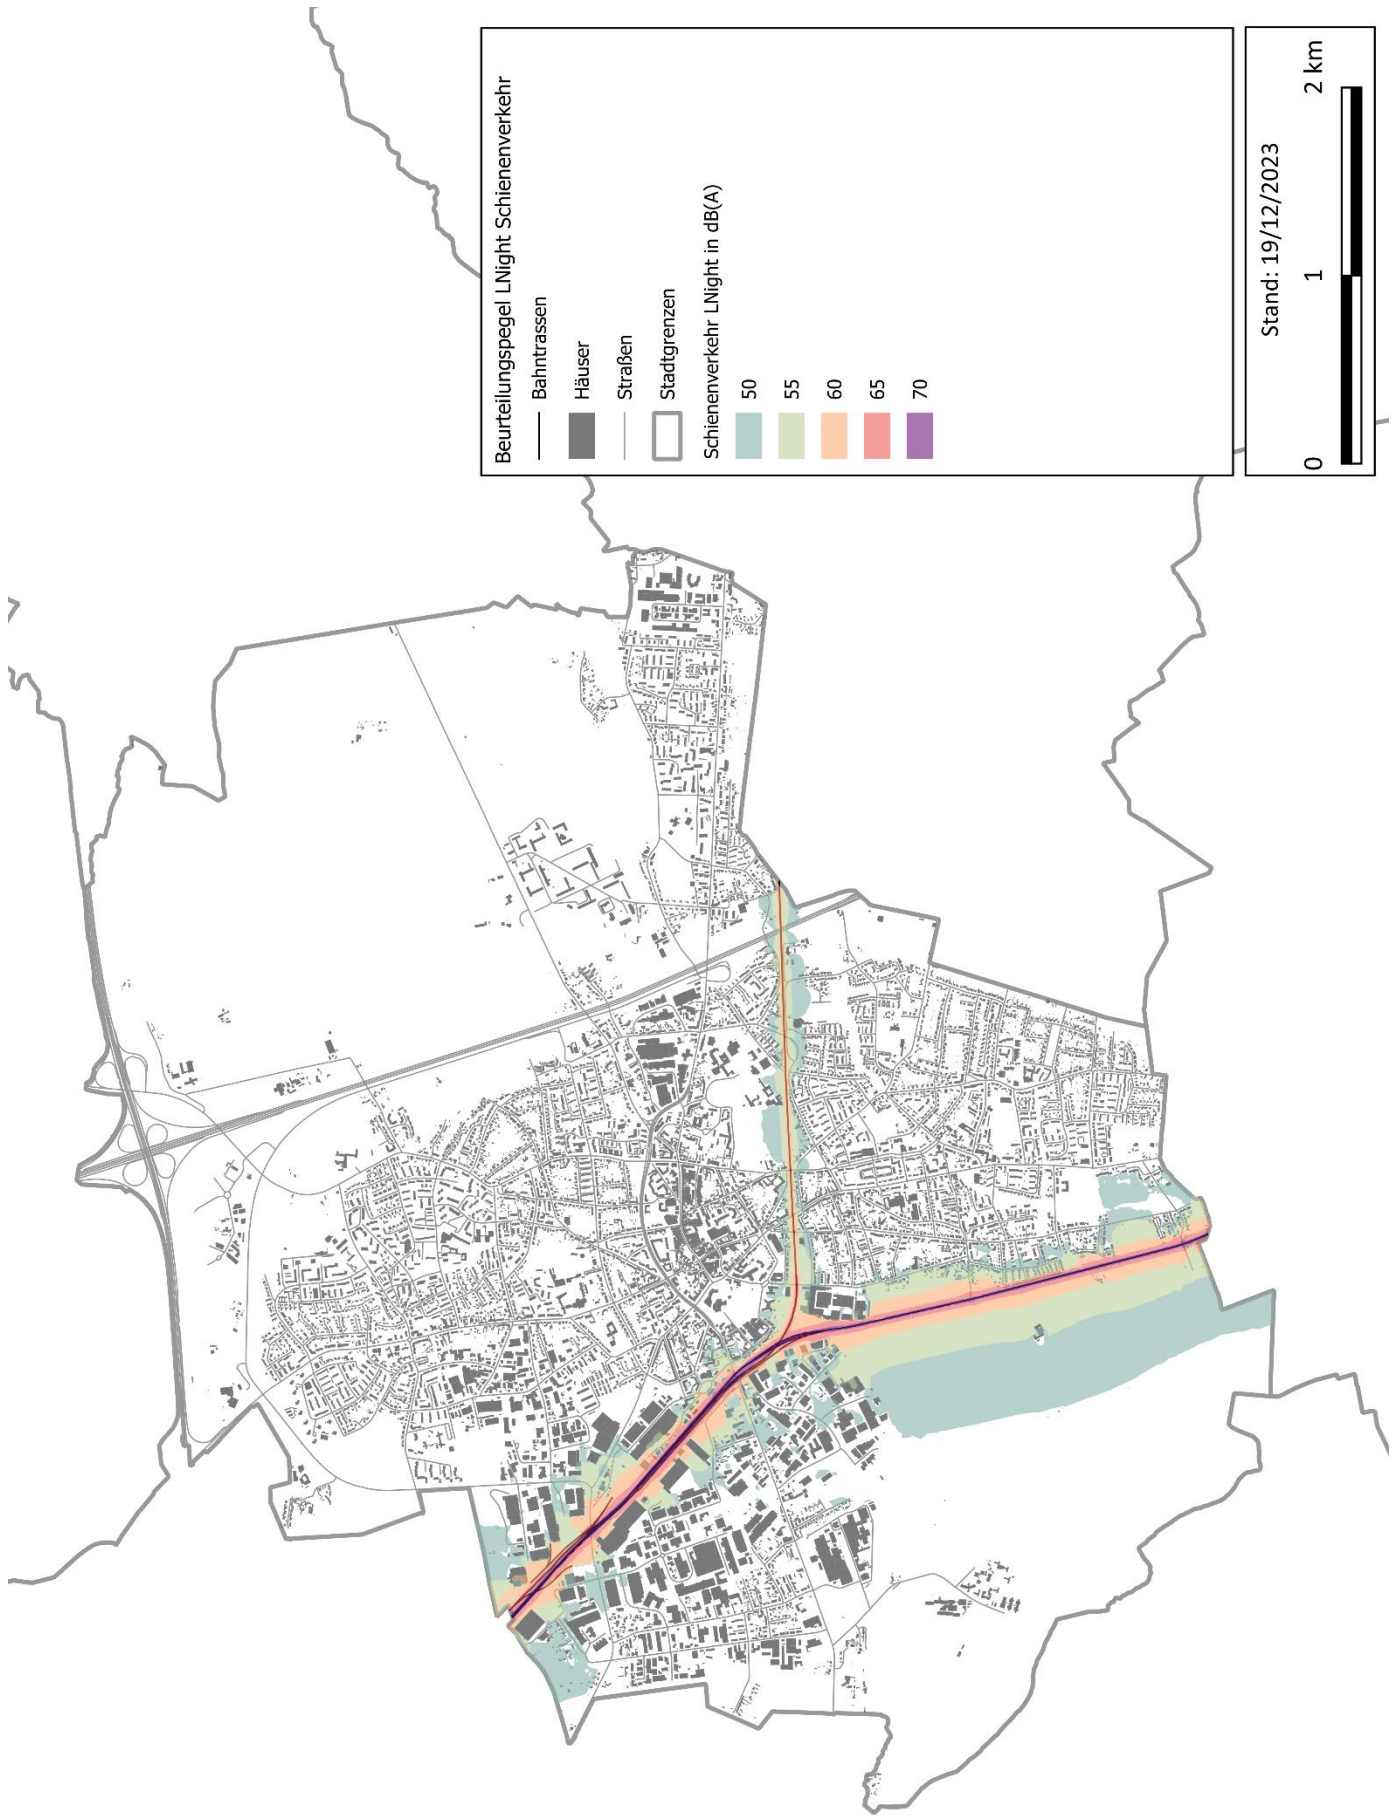 Beurteilungspegel LNight Schienenverkehr
Bahntrassen
Häuser
Straßen
Stadtgrenzen
Schienenverkehr LNight in dB(A)
50
55
60
65
70
Stand: 19/12/2023
0 1 2 km